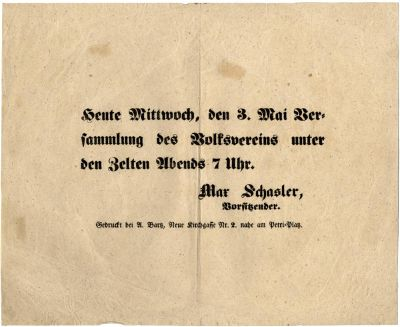 Heute Mittwoch, den 3. Mai Ver-
sammlung des Volksvereins unter
den Zelten Abends 7 Uhr.
Max Schasler,
Vorsitzender.
Gedruckt bei A. Bartz, Neue Kirchgasse Nr. 2. nahe am Petri-Platz.